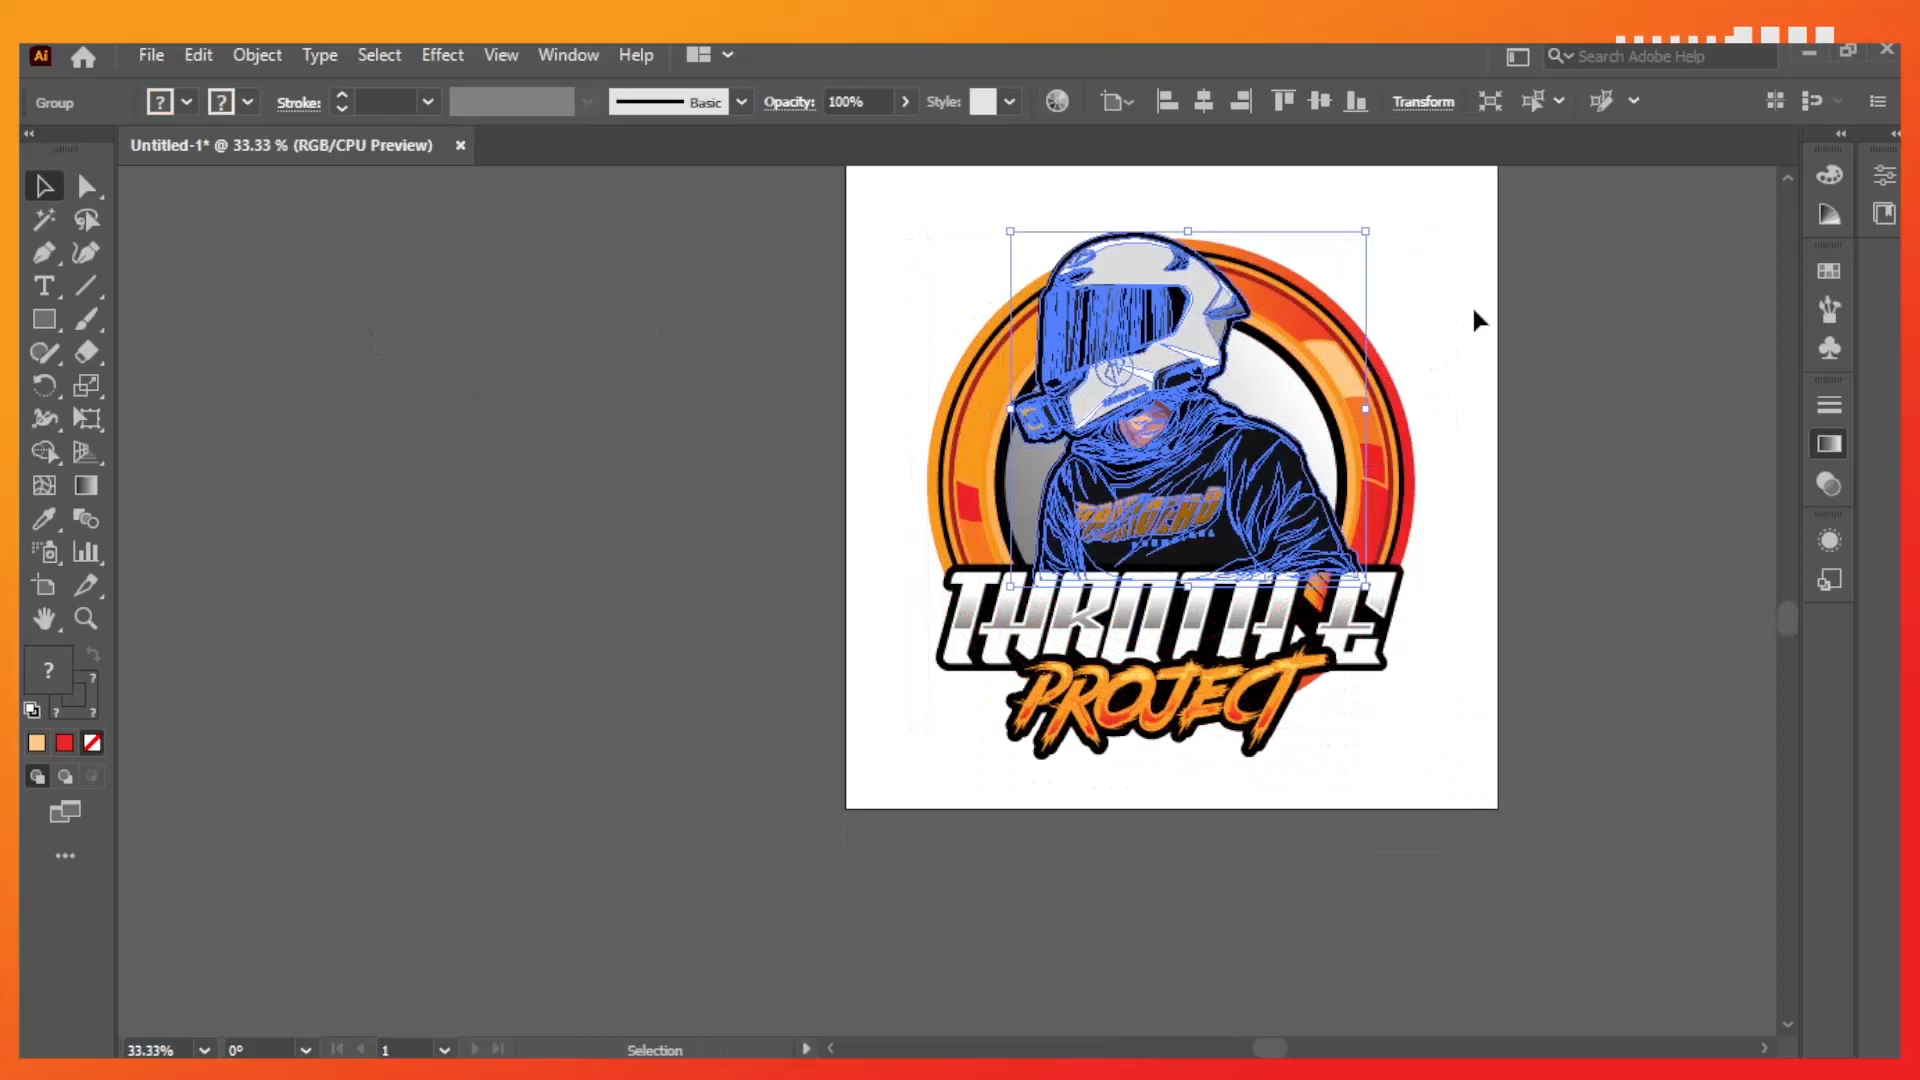 Ai File Edit Object Type Select Effect View Window Help Search Adobe Help
Group ? ? Stroke: Basic Opacity: 100% Style: Transform
Untitled-1* @ 33.33 % (RGB/CPU Preview)
THROTTLE
PROJECT
?
?
? ?
33.33% 0° 1 Selection